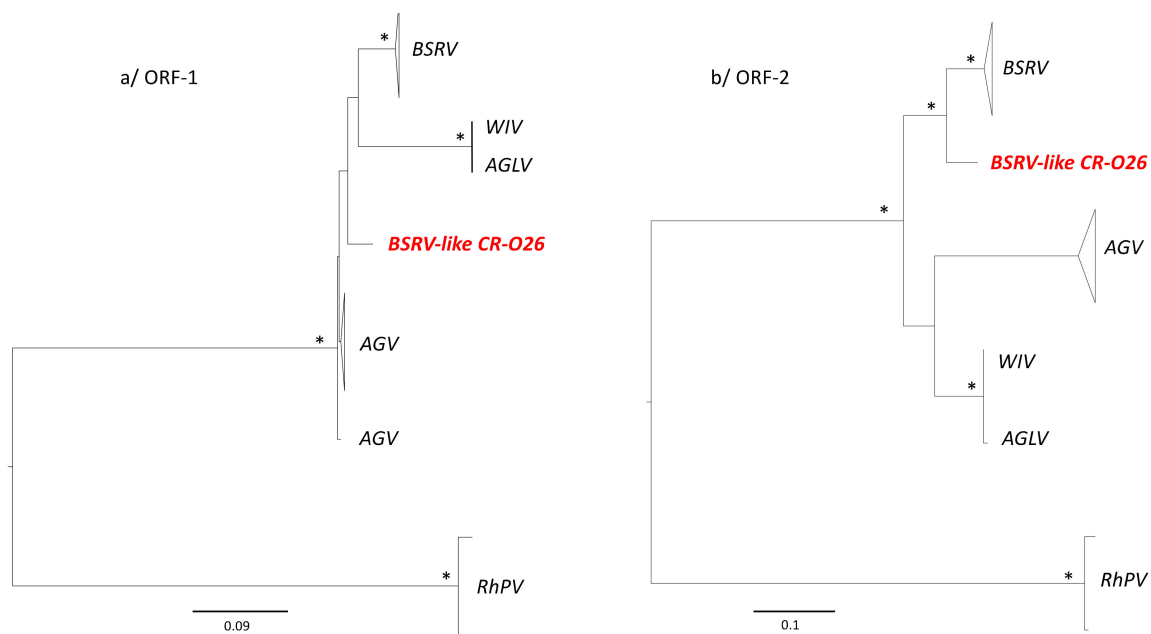 a/ ORF-1
*
BSRV
*
WIV
AGLV
BSRV-like CR-O26
*
AGV
AGV
*
RhPV
0.09
b/ ORF-2
*
BSRV
*
BSRV-like CR-O26
*
AGV
WIV
*
AGLV
*
RhPV
0.1